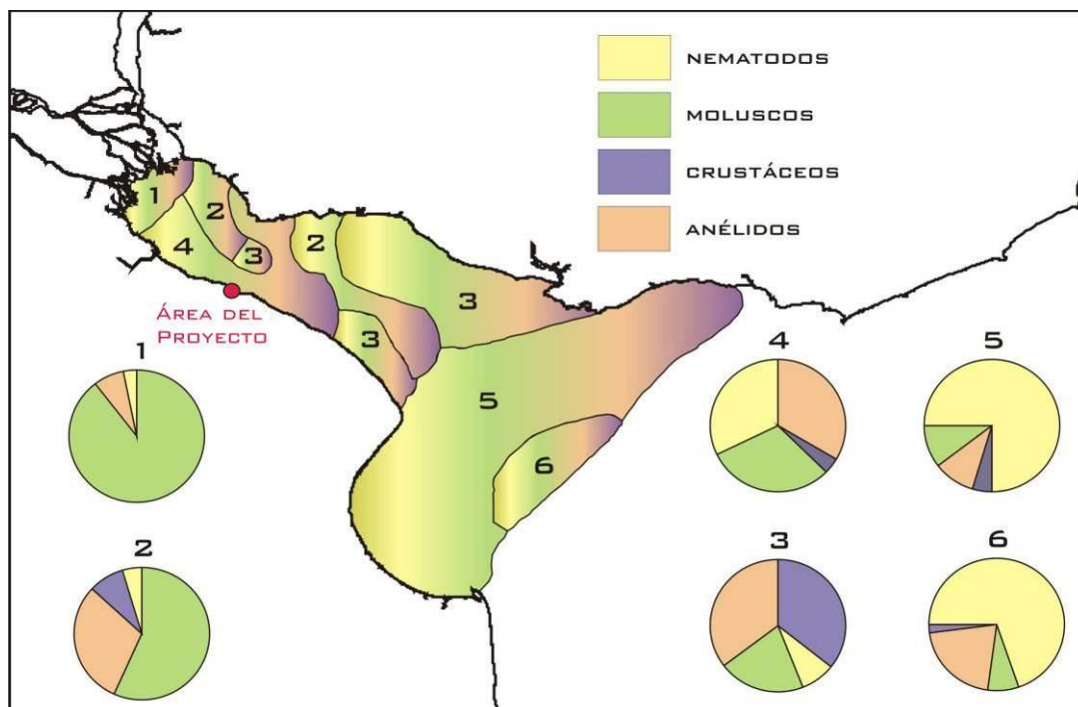 NEMATODOS
MOLUSCOS
CRUSTÁCEOS
ANÉLIDOS
1
2
4
3
2
3
3
5
6
ÁREA DEL
PROYECTO
1
4
5
2
3
6